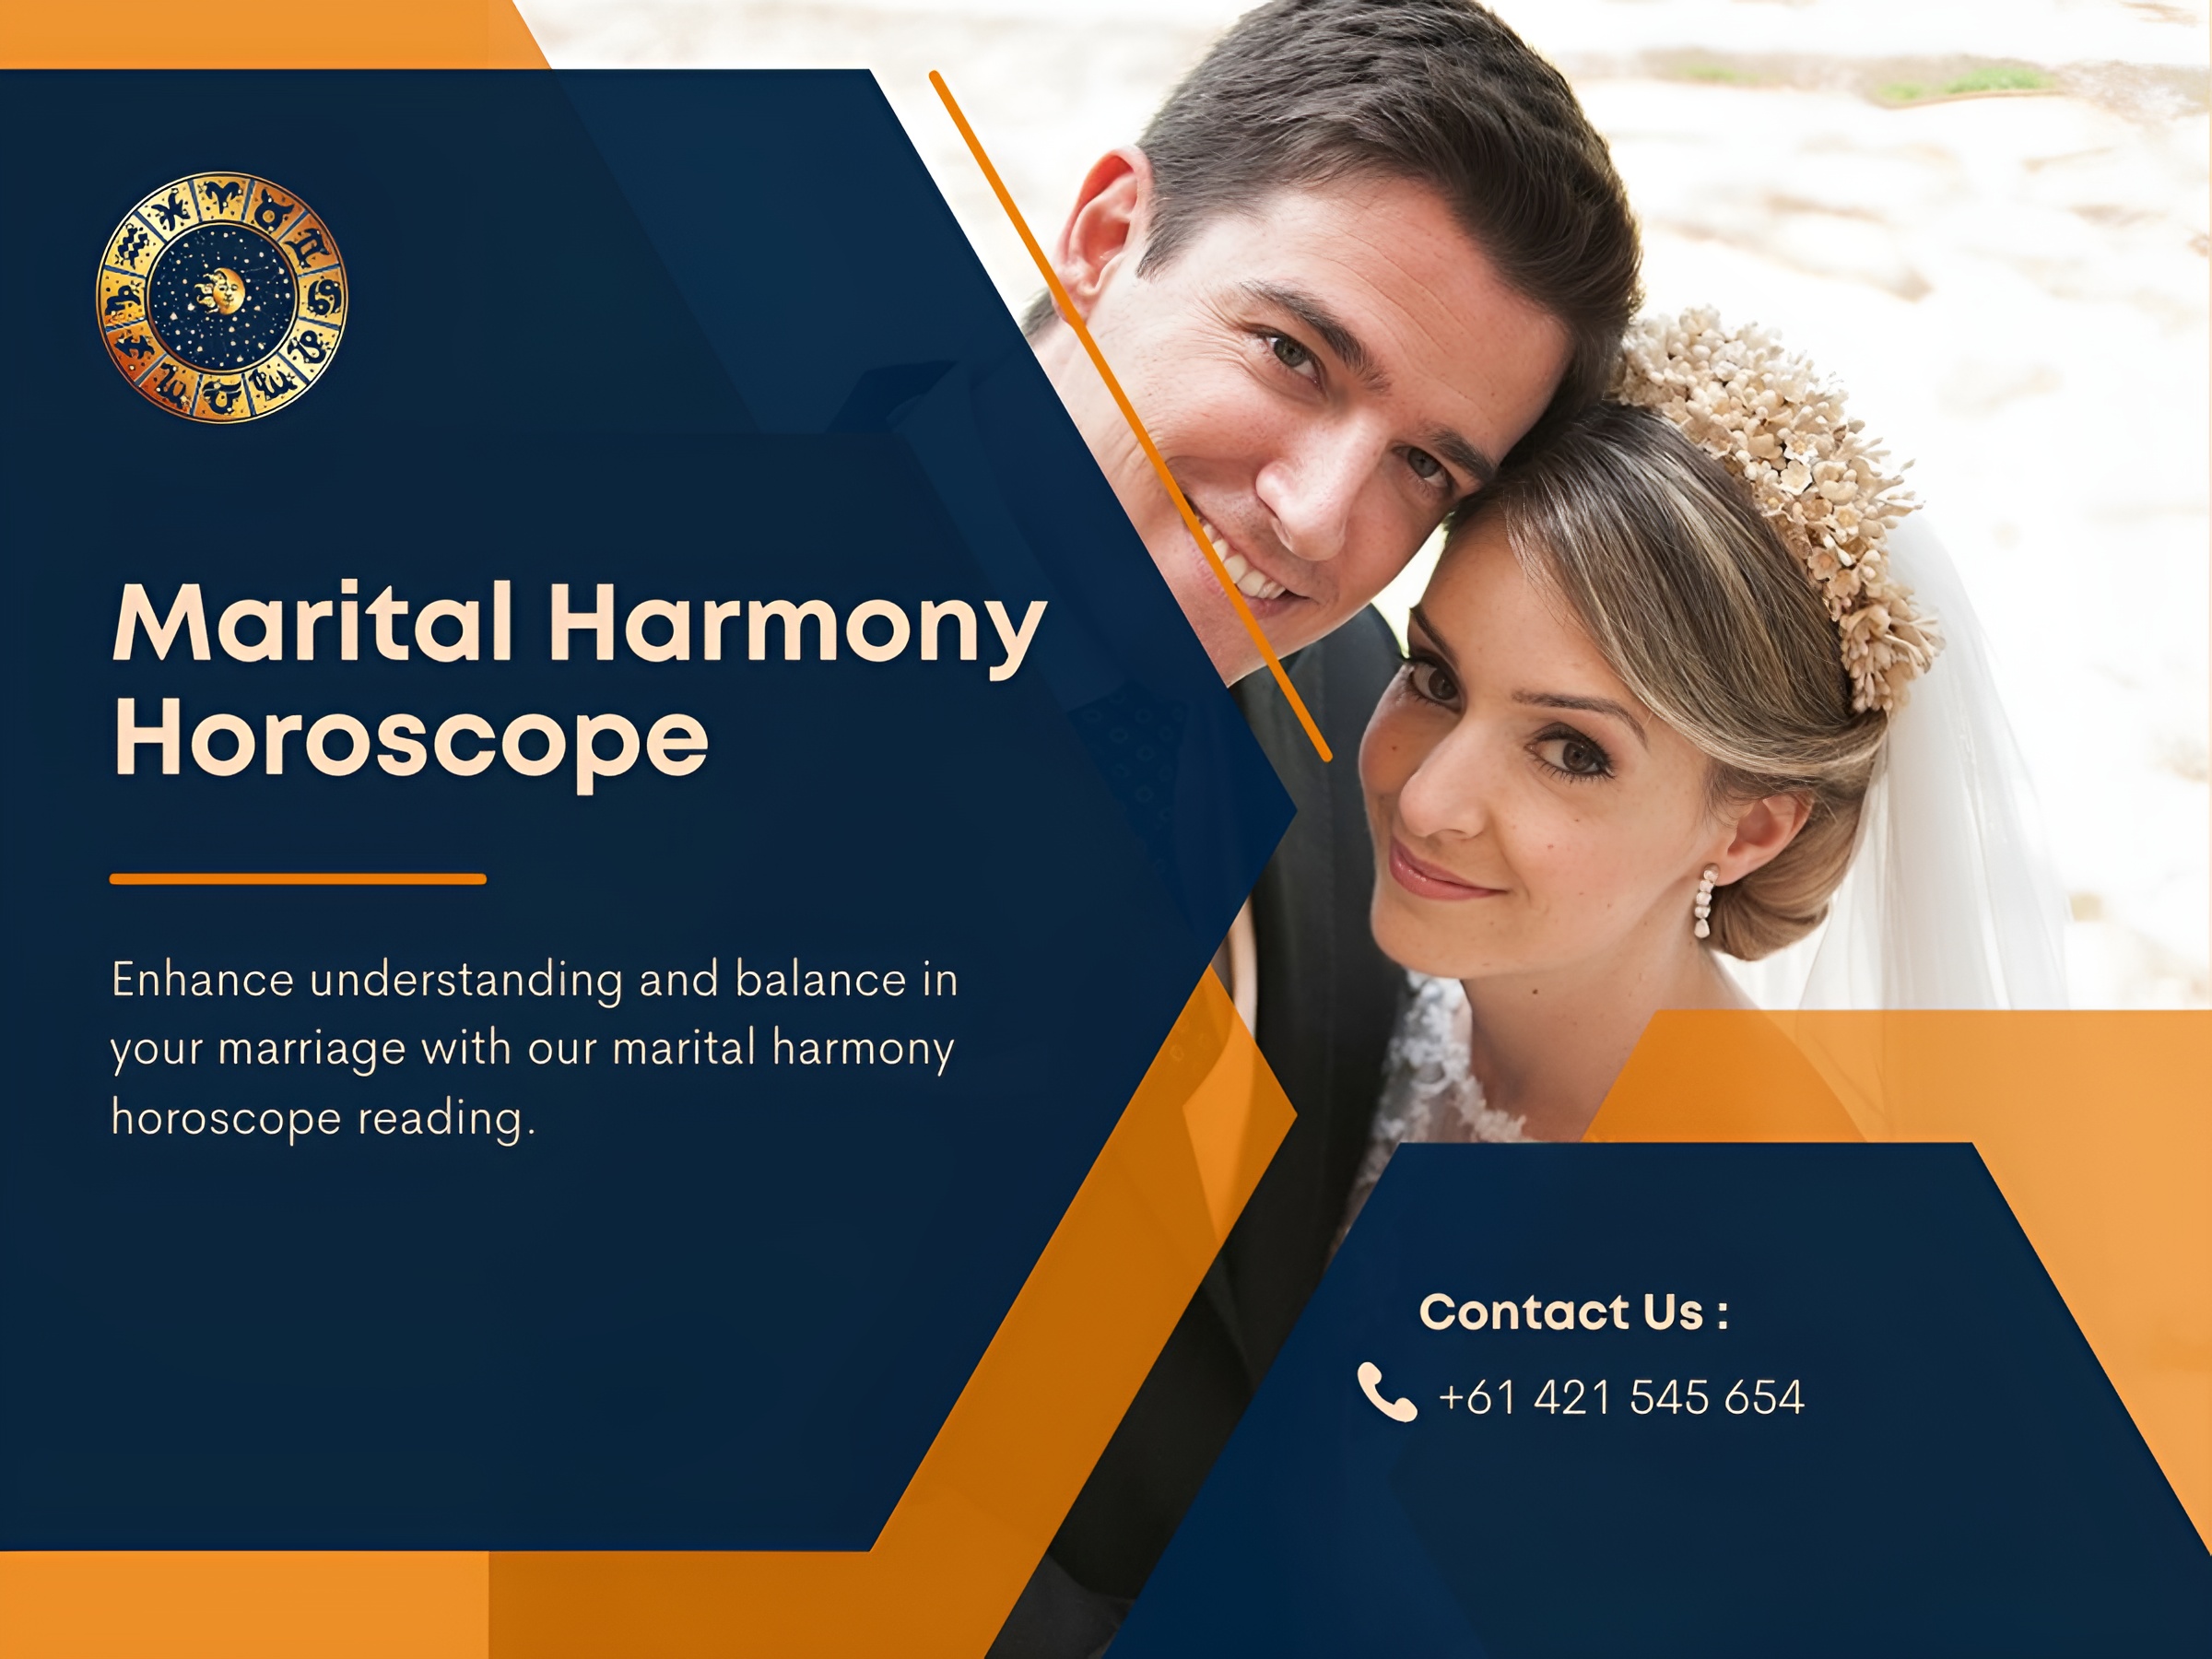 Marital Harmony
Horoscope
Enhance understanding and balance in
your marriage with our marital harmony
horoscope reading.
Contact Us :
+61 421 545 654